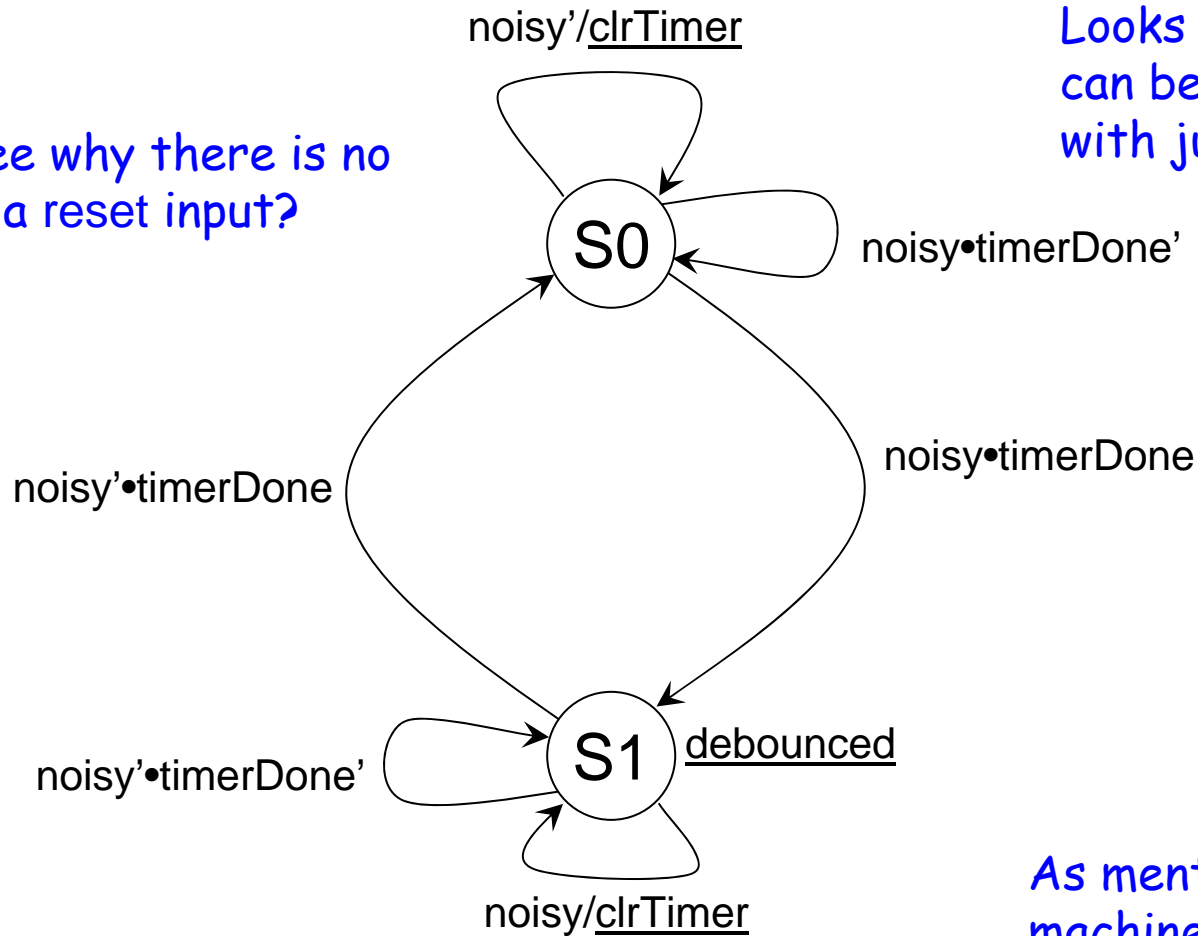 noisy’/clrTimer
Looks
can be
with ju
ee why there is no
a reset input?
S0
noisy•timerDone’
noisy•timerDone
noisy’•timerDone
S1
debounced
noisy’•timerDone’
noisy/clrTimer
As ment
machine